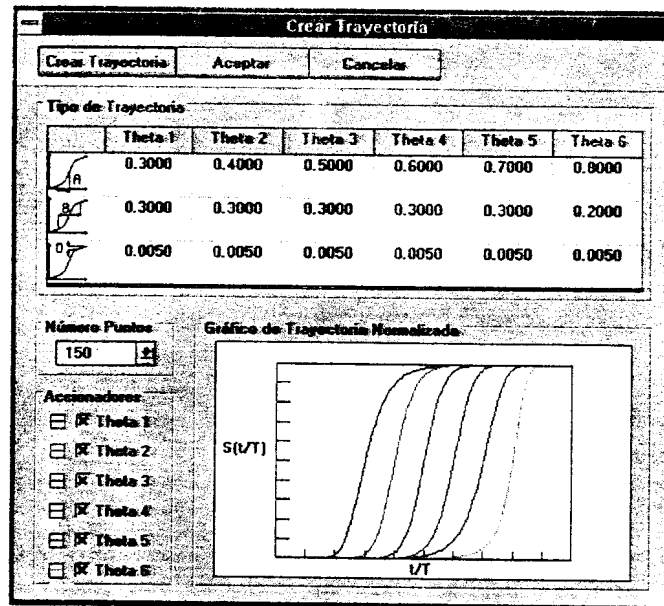 Crear Trayectoria
Crear Trayectoria Aceptar Cancelar
Tipo de Trayectoria
Theta 1 Theta 2 Theta 3 Theta 4 Theta 5 Theta 6
A 0.3000 0.4000 0.5000 0.6000 0.7000 0.8000
B 0.3000 0.3000 0.3000 0.3000 0.3000 0.2000
D 0.0050 0.0050 0.0050 0.0050 0.0050 0.0050
Número Puntos
150
Accionadores
Theta 1
Theta 2
Theta 3
Theta 4
Theta 5
Theta 6
Gráfico de Trayectoria Normalizada
S(t/T)
t/T